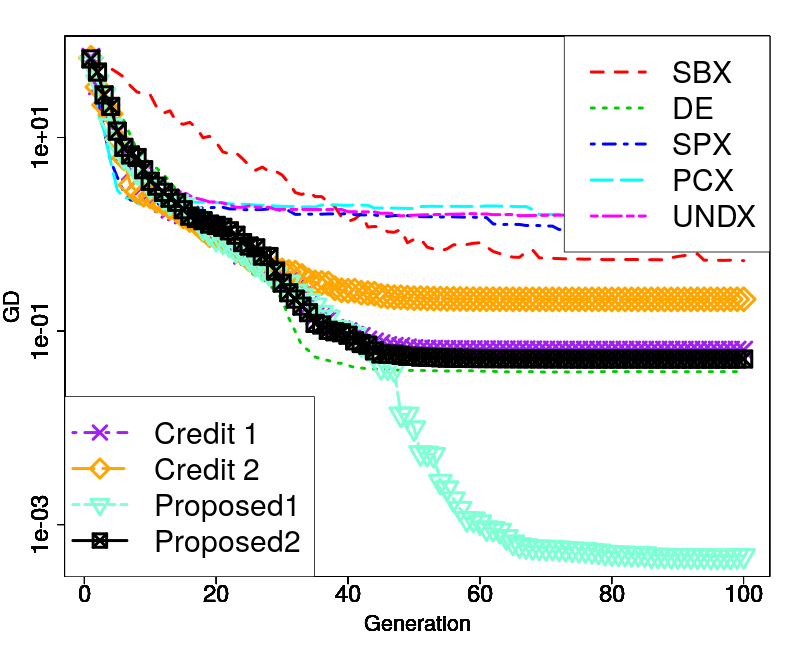 SBX
DE
SPX
PCX
UNDX
1e+01
1e-01
1e-03
GD
Credit 1
Credit 2
Proposed1
Proposed2
0 20 40 60 80 100
Generation